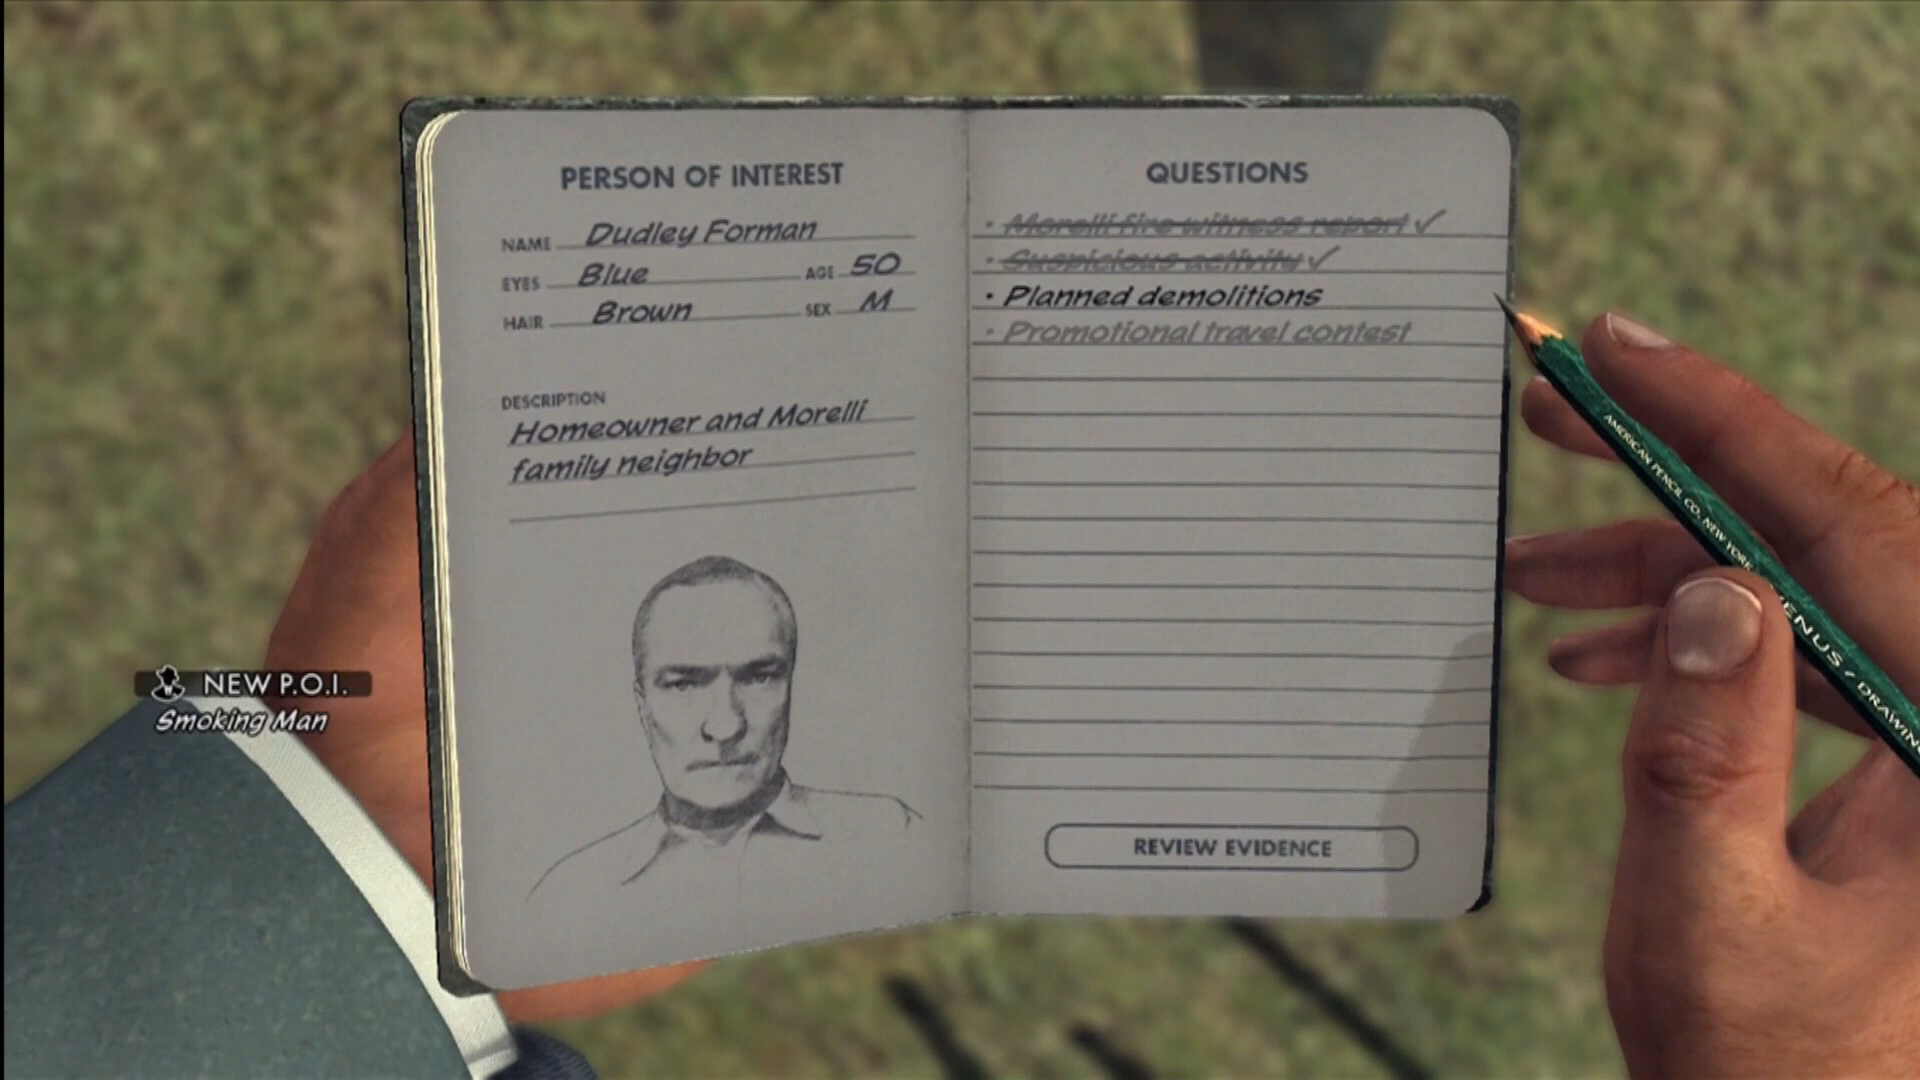 PERSON OF INTEREST
NAME Dudley Forman
EYES Blue AGE 50
HAIR Brown SEX M
DESCRIPTION
Homeowner and Morelli
family neighbor
QUESTIONS
• Morelli fire witness report ✓
• Suspicious activity ✓
• Planned demolitions
• Promotional travel contest
REVIEW EVIDENCE
NEW P.O.I.
Smoking Man
AMERICAN PENCIL CO. NEW YORK VENUS